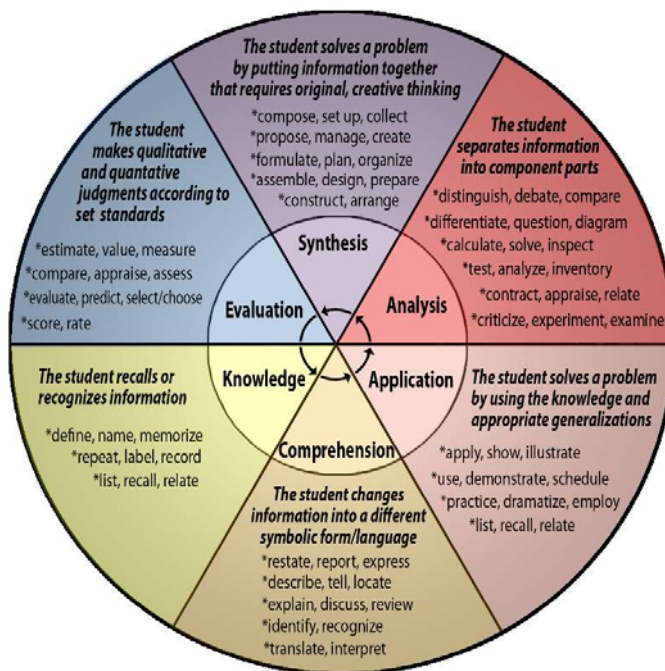 The student solves a problem
by putting information together
that requires original, creative thinking
*compose, set up, collect
*propose, manage, create
*formulate, plan, organize
*assemble, design, prepare
*construct, arrange
Synthesis
The student
separates information
into component parts
*distinguish, debate, compare
*differentiate, question, diagram
*calculate, solve, inspect
*test, analyze, inventory
*contract, appraise, relate
*criticize, experiment, examine
Analysis
The student solves a problem
by using the knowledge and
appropriate generalizations
*apply, show, illustrate
*use, demonstrate, schedule
*practice, dramatize, employ
*list, recall, relate
Application
Comprehension
The student changes
information into a different
symbolic form/language
*restate, report, express
*describe, tell, locate
*explain, discuss, review
*identify, recognize
*translate, interpret
Knowledge
The student recalls or
recognizes information
*define, name, memorize
*repeat, label, record
*list, recall, relate
The student
makes qualitative
and quantative
judgments according to
set standards
*estimate, value, measure
*compare, appraise, assess
*evaluate, predict, select/choose
*score, rate
Evaluation